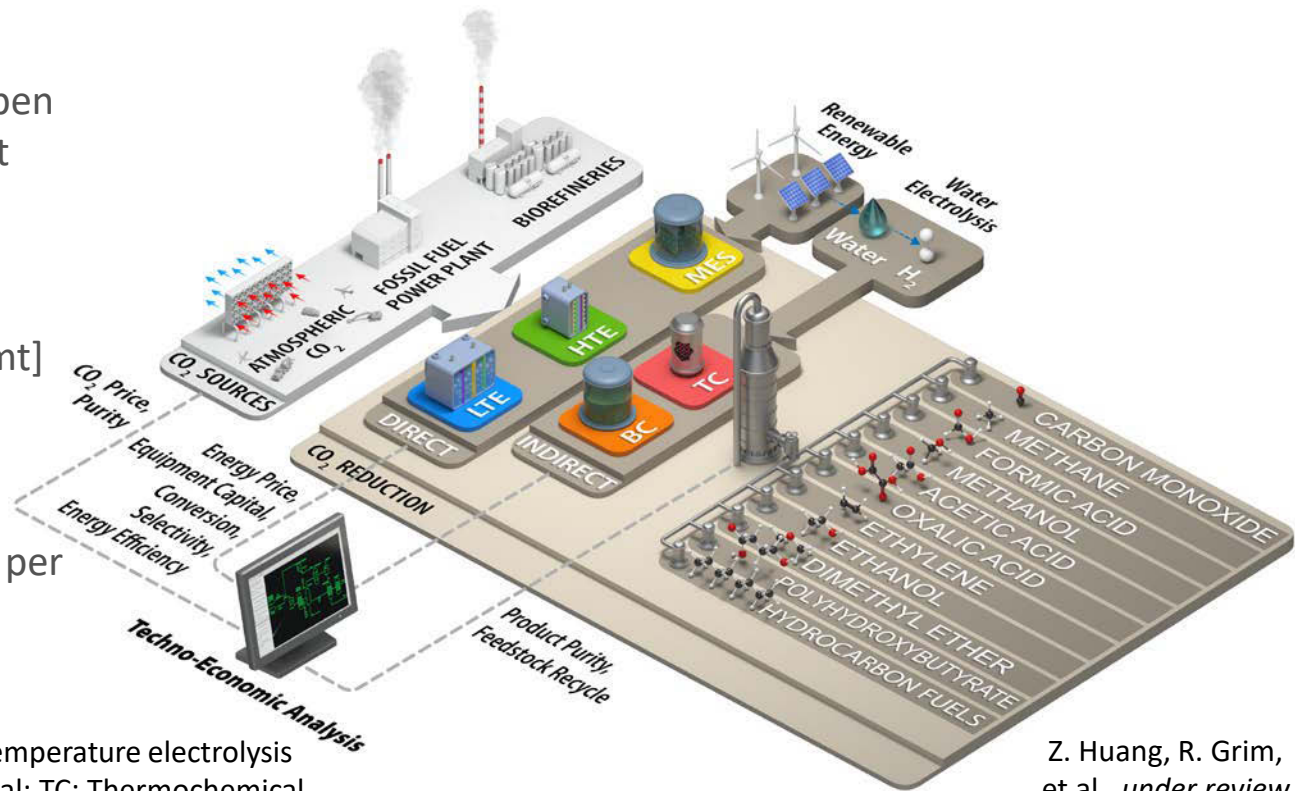 pen
t
mt]
per
BIOREFINERIES
FOSSIL FUEL
POWER PLANT
ATMOSPHERIC
CO2
CO2 SOURCES
Renewable
Energy
Water
Electrolysis
Water
H2
MES
HTE
LTE
DIRECT
TC
BC
INDIRECT
CO2 REDUCTION
CO2 Price,
Purity
Energy Price,
Equipment Capital,
Conversion,
Selectivity,
Energy Efficiency
Techno-Economic Analysis
Product Purity,
Feedstock Recycle
CARBON MONOXIDE
METHANE
FORMIC ACID
METHANOL
ACETIC ACID
OXALIC ACID
ETHYLENE
ETHANOL
DIMETHYL ETHER
POLYHYDROXYBUTYRATE
HYDROCARBON FUELS
emperature electrolysis
al; TC: Thermochemical
Z. Huang, R. Grim,
et al., under review